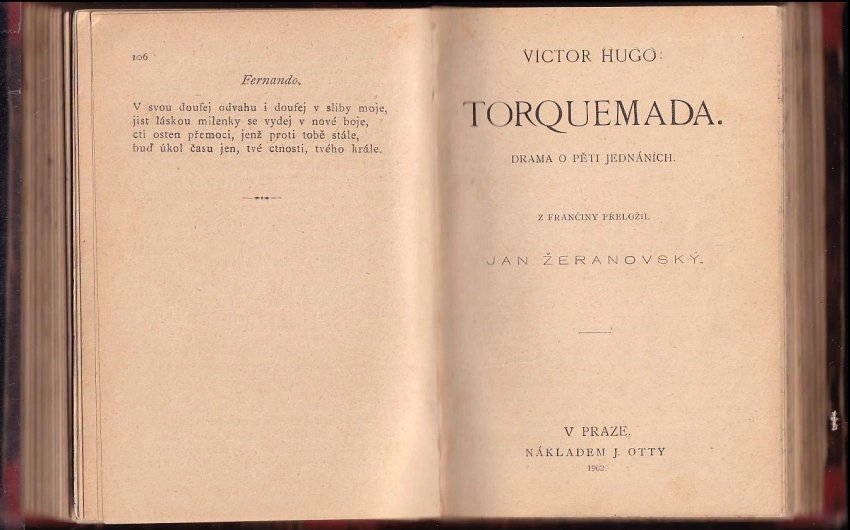 106
Fernando.
V svou doufej odvahu i doufej v sliby moje,
jist láskou milenky se vydej v nové boje,
cti osten přemoci, jenž proti tobě stále,
buď úkol času jen, tvé ctnosti, tvého krále.
VICTOR HUGO:
TORQUEMADA.
DRAMA O PĚTI JEDNÁNÍCH.
Z FRANČINY PŘELOŽIL
JAN ŽERANOVSKÝ.
V PRAZE.
NÁKLADEM J. OTTY
1902.